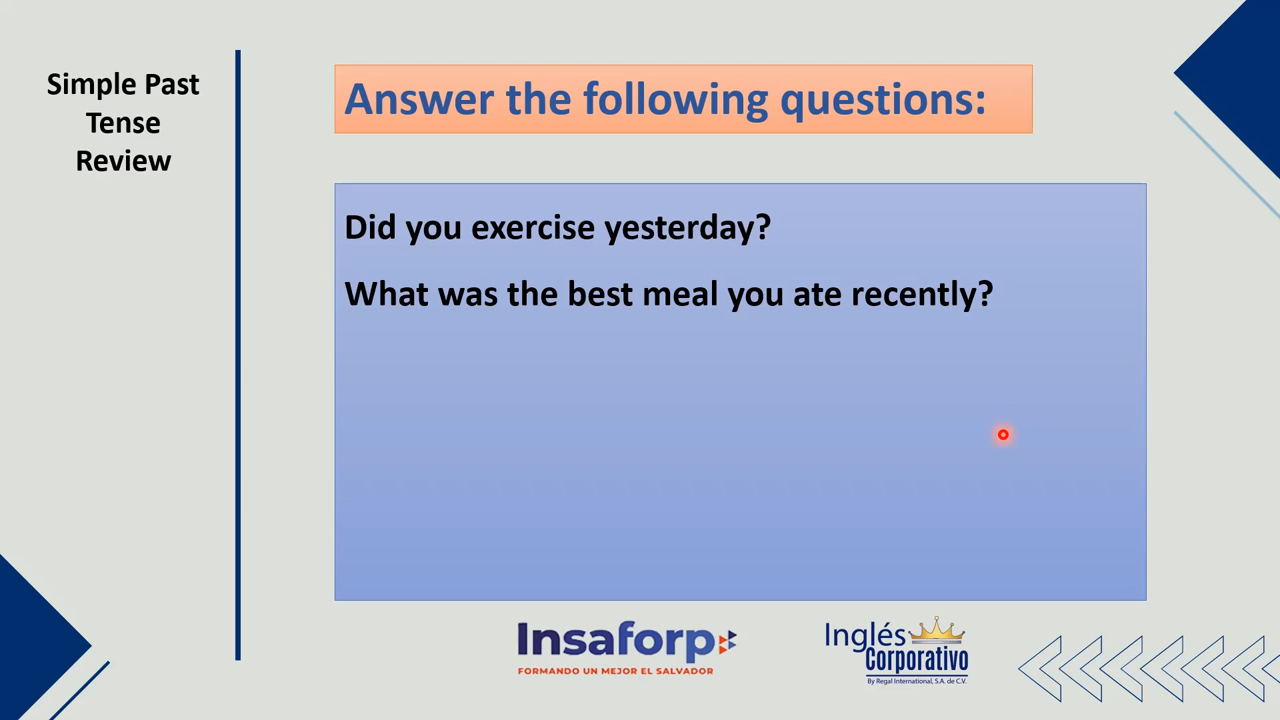 Simple Past
Tense
Review
Answer the following questions:
Did you exercise yesterday?
What was the best meal you ate recently?
Insaforp
FORMANDO UN MEJOR EL SALVADOR
Inglés
Corporativo
By Regal International, S.A. de C.V.